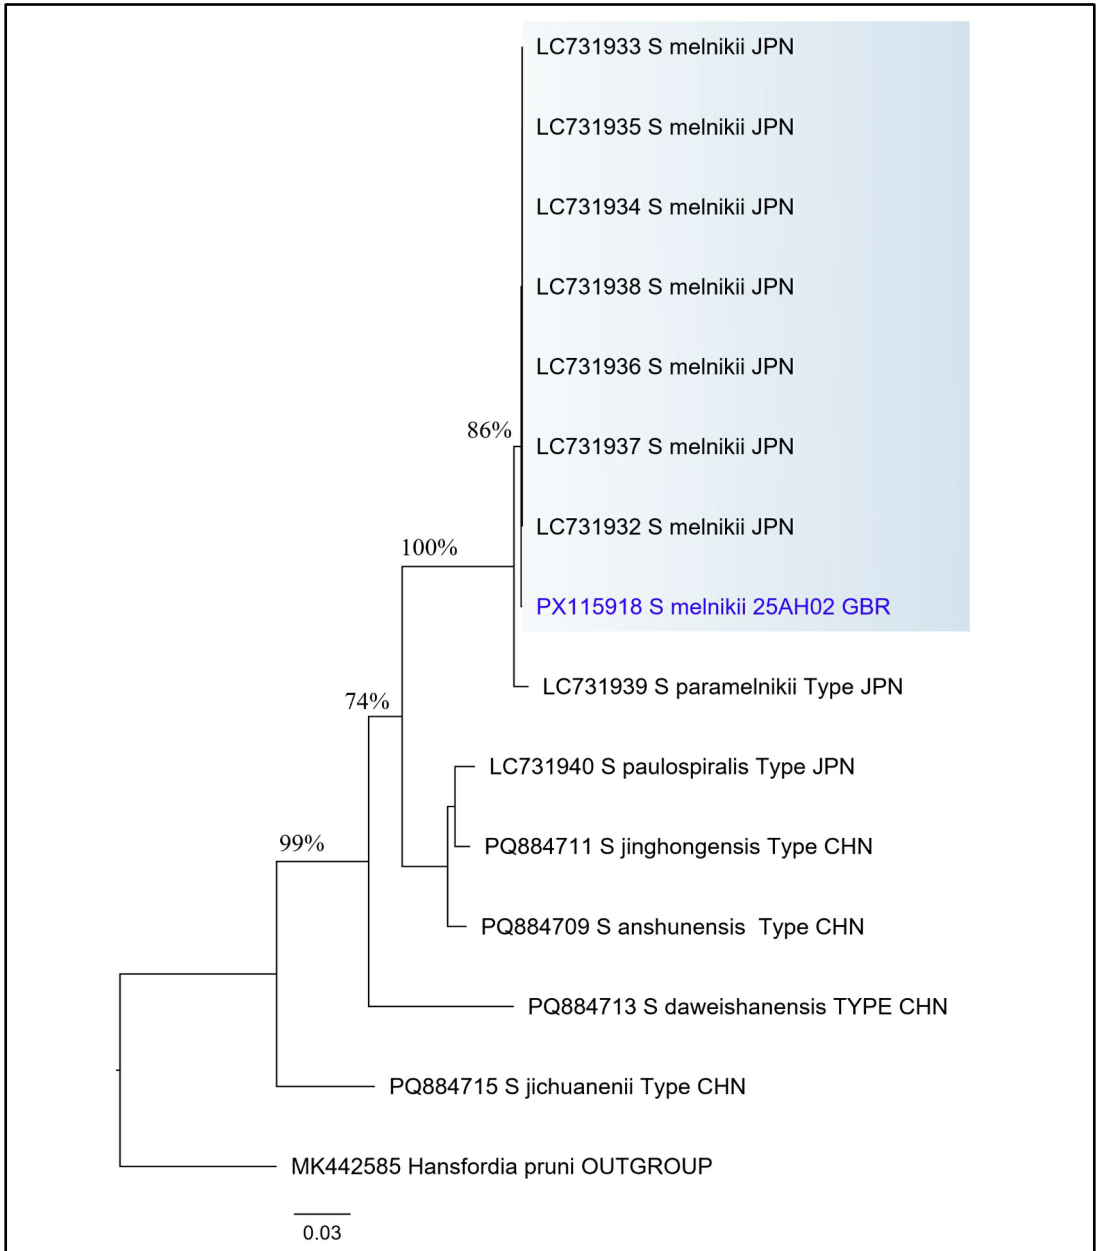 LC731933 S melnikii JPN
LC731935 S melnikii JPN
LC731934 S melnikii JPN
LC731938 S melnikii JPN
LC731936 S melnikii JPN
86%
LC731937 S melnikii JPN
LC731932 S melnikii JPN
100%
PX115918 S melnikii 25AH02 GBR
LC731939 S paramelnikii Type JPN
74%
LC731940 S paulospiralis Type JPN
99%
PQ884711 S jinghongensis Type CHN
PQ884709 S anshunensis  Type CHN
PQ884713 S daweishanensis TYPE CHN
PQ884715 S jichuanenii Type CHN
MK442585 Hansfordia pruni OUTGROUP
0.03